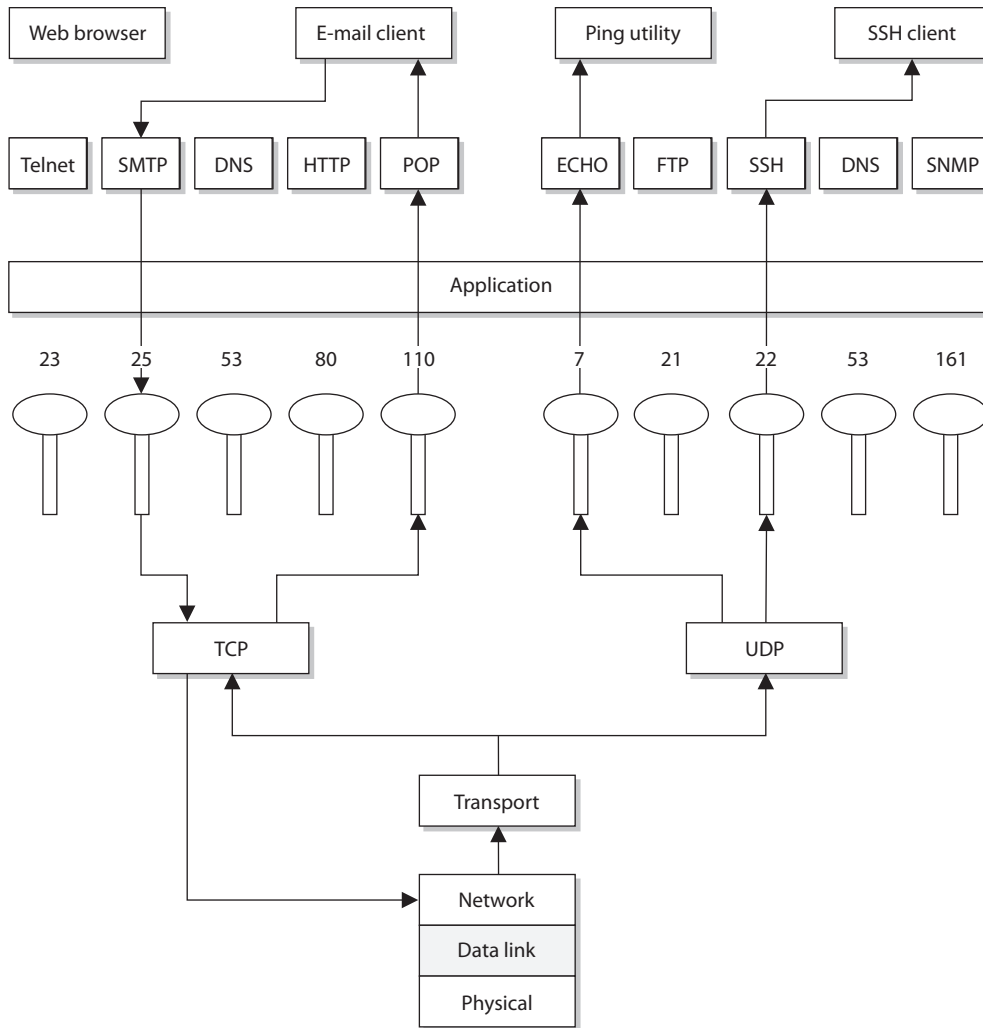 Web browser
E-mail client
Ping utility
SSH client
Telnet
SMTP
DNS
HTTP
POP
ECHO
FTP
SSH
DNS
SNMP
Application
23
25
53
80
110
7
21
22
53
161
TCP
UDP
Transport
Network
Data link
Physical